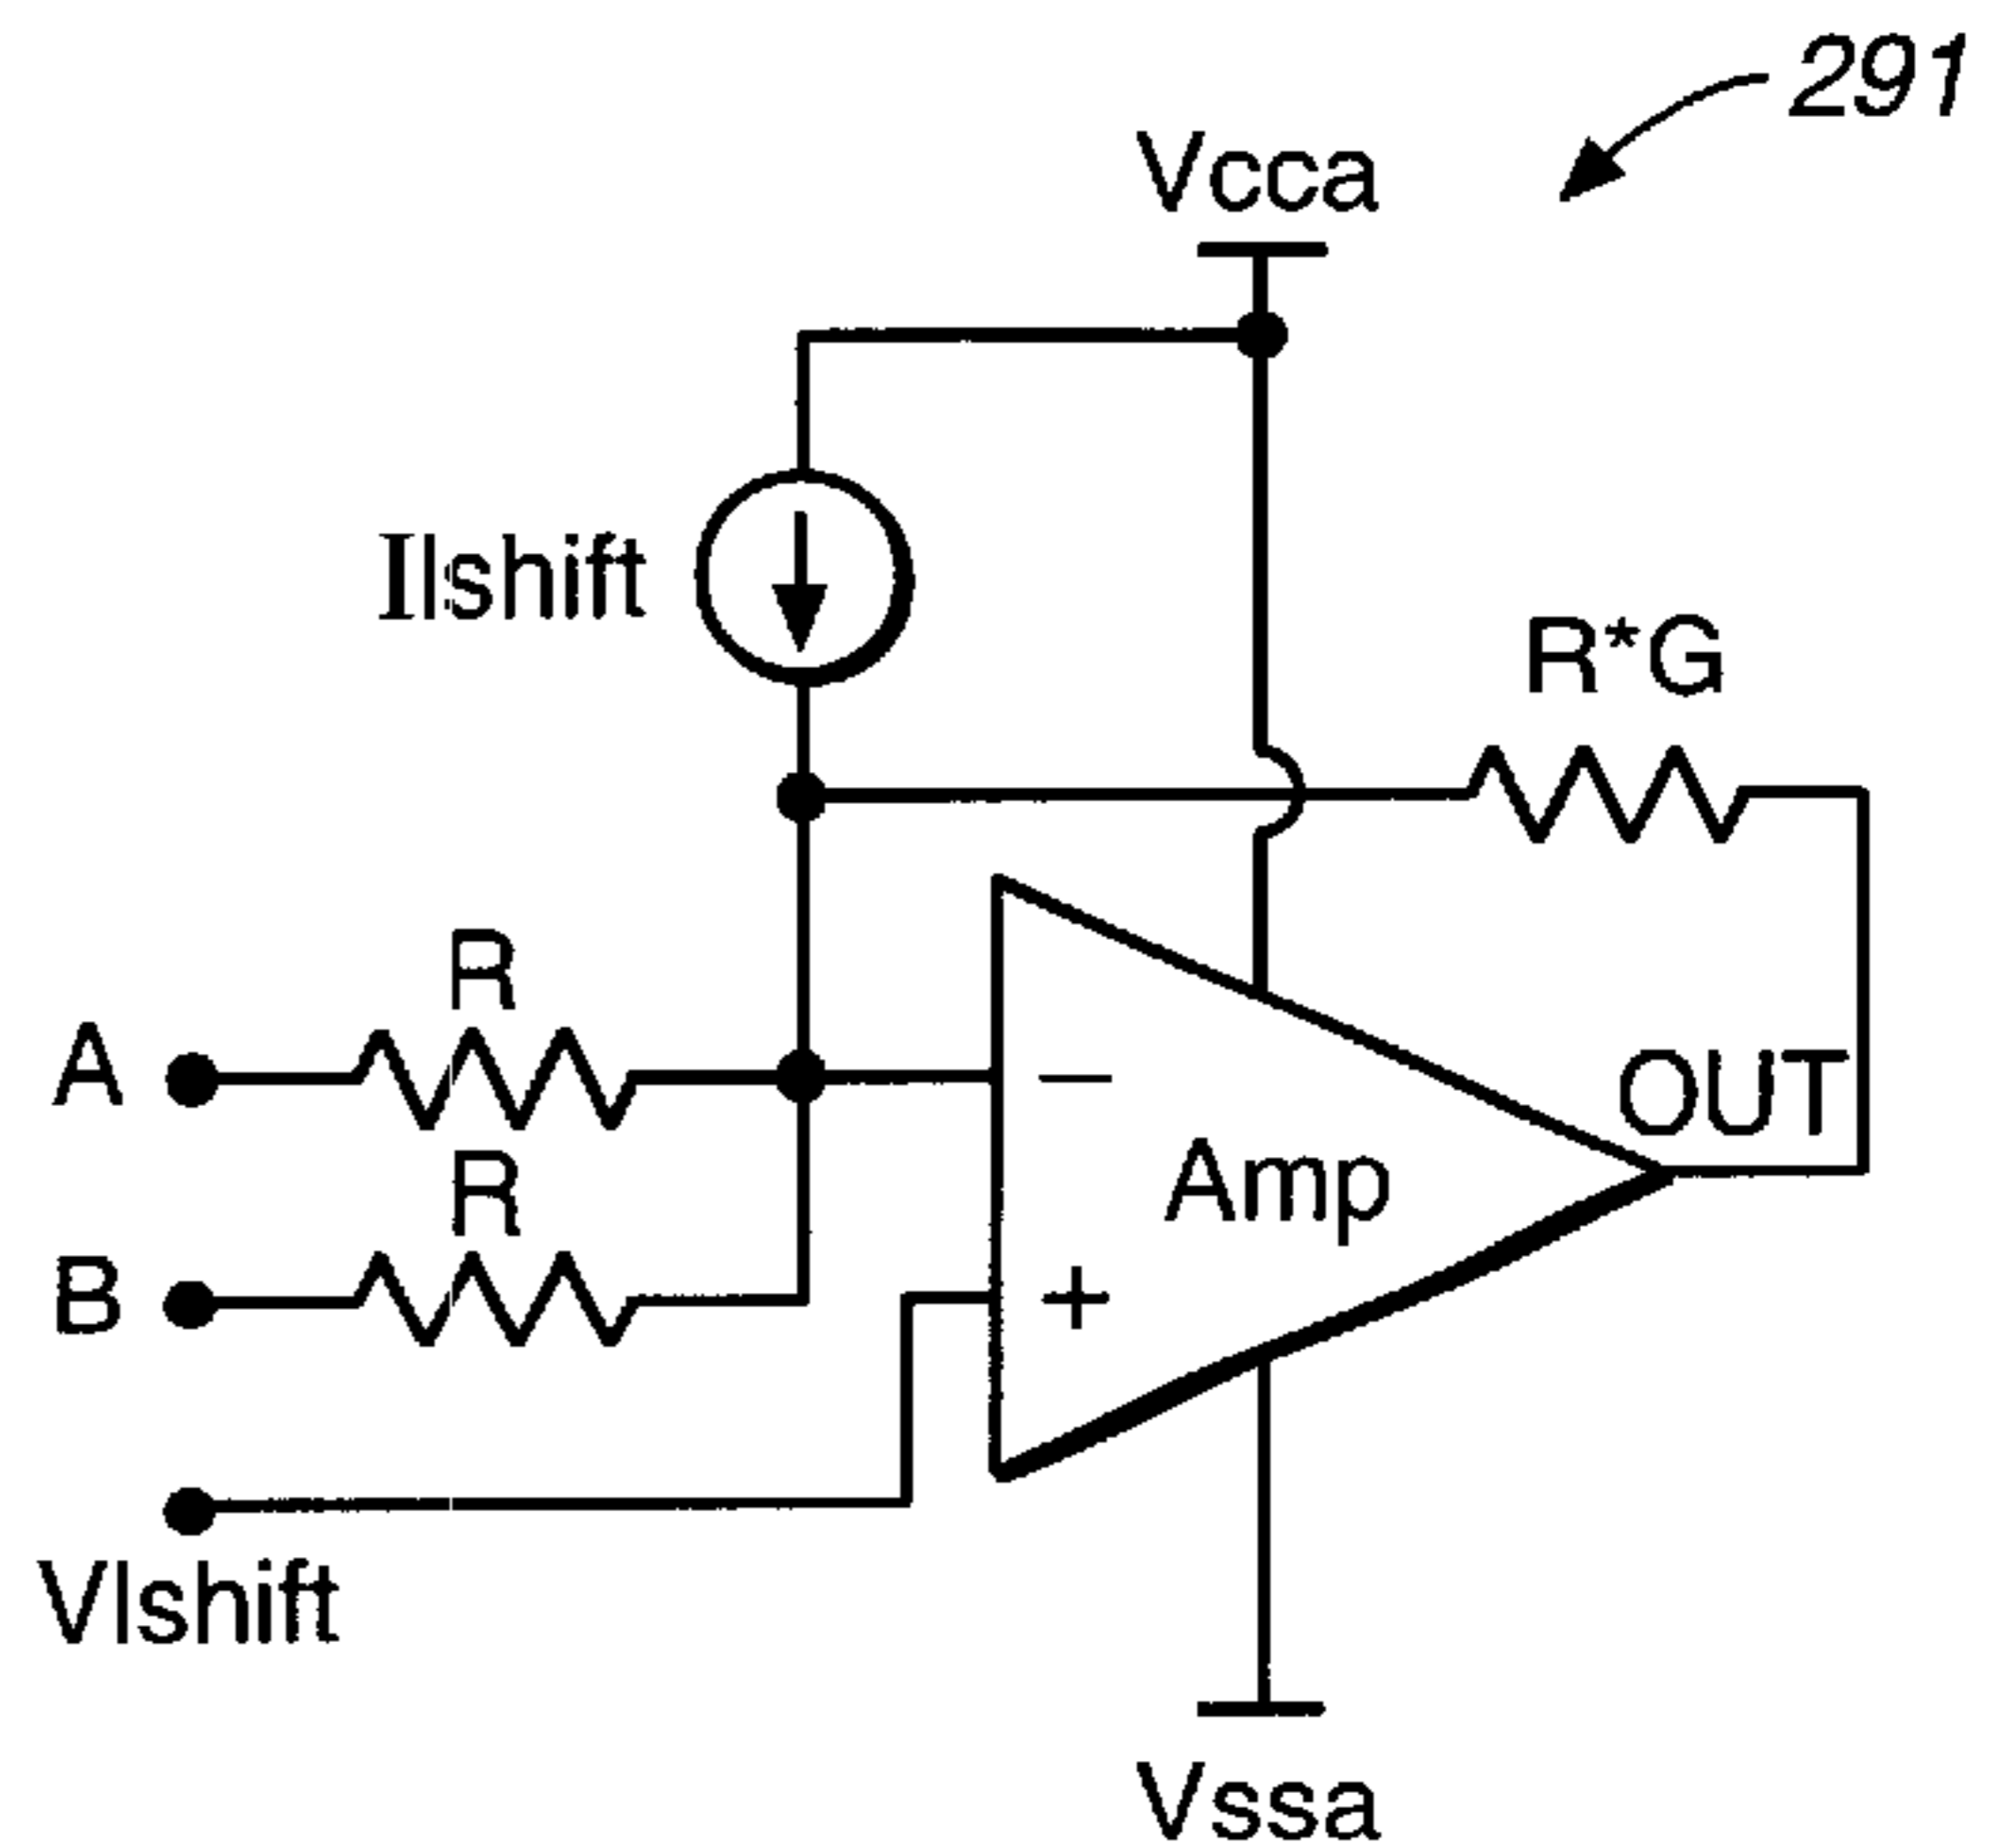 291
Vcca
Ilshift
R*G
R
A
OUT
R
Amp
B
−
+
Vlshift
Vssa